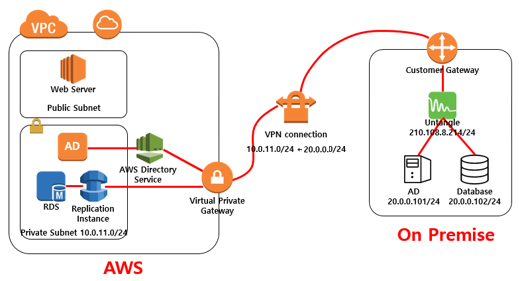 VPC
Web Server
Public Subnet
AD
AWS Directory
Service
RDS
M
Replication
Instance
Private Subnet 10.0.11.0/24
Virtual Private
Gateway
AWS
VPN connection
10.0.11.0/24 ↔ 20.0.0.0/24
Customer Gateway
Untangle
210.108.8.214/24
AD
20.0.0.101/24
Database
20.0.0.102/24
On Premise